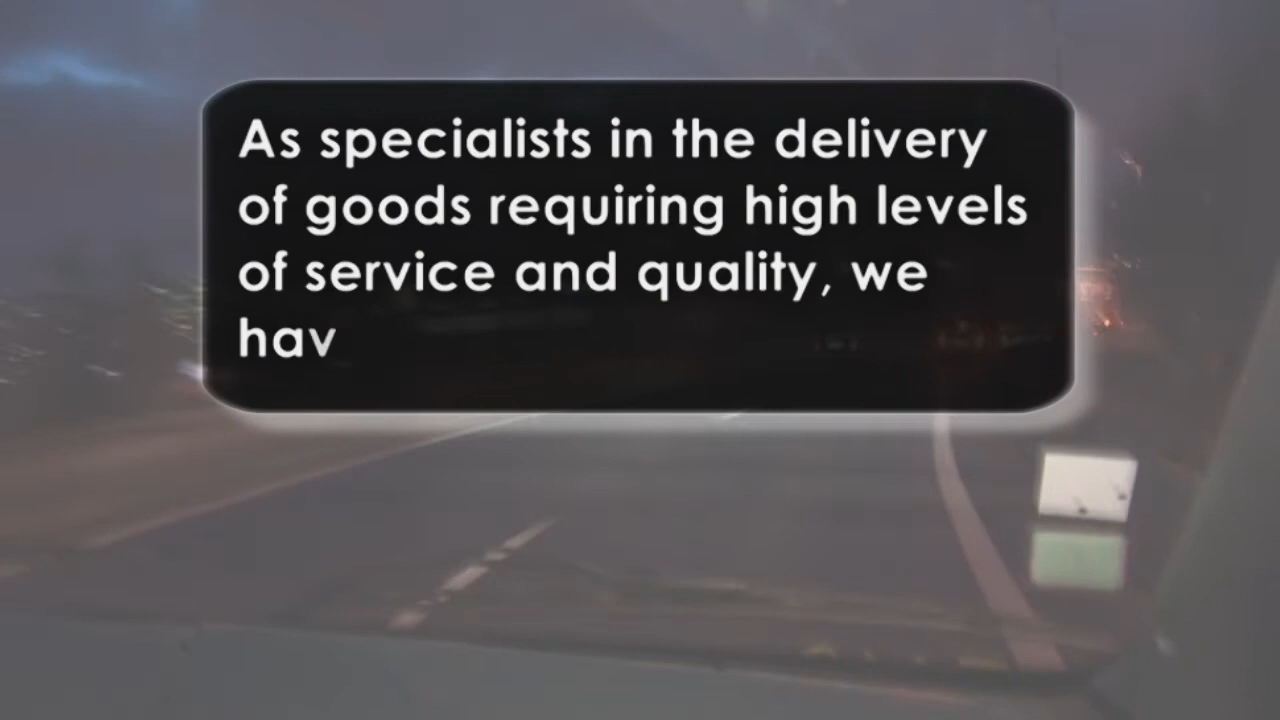 As specialists in the delivery
of goods requiring high levels
of service and quality, we
hav